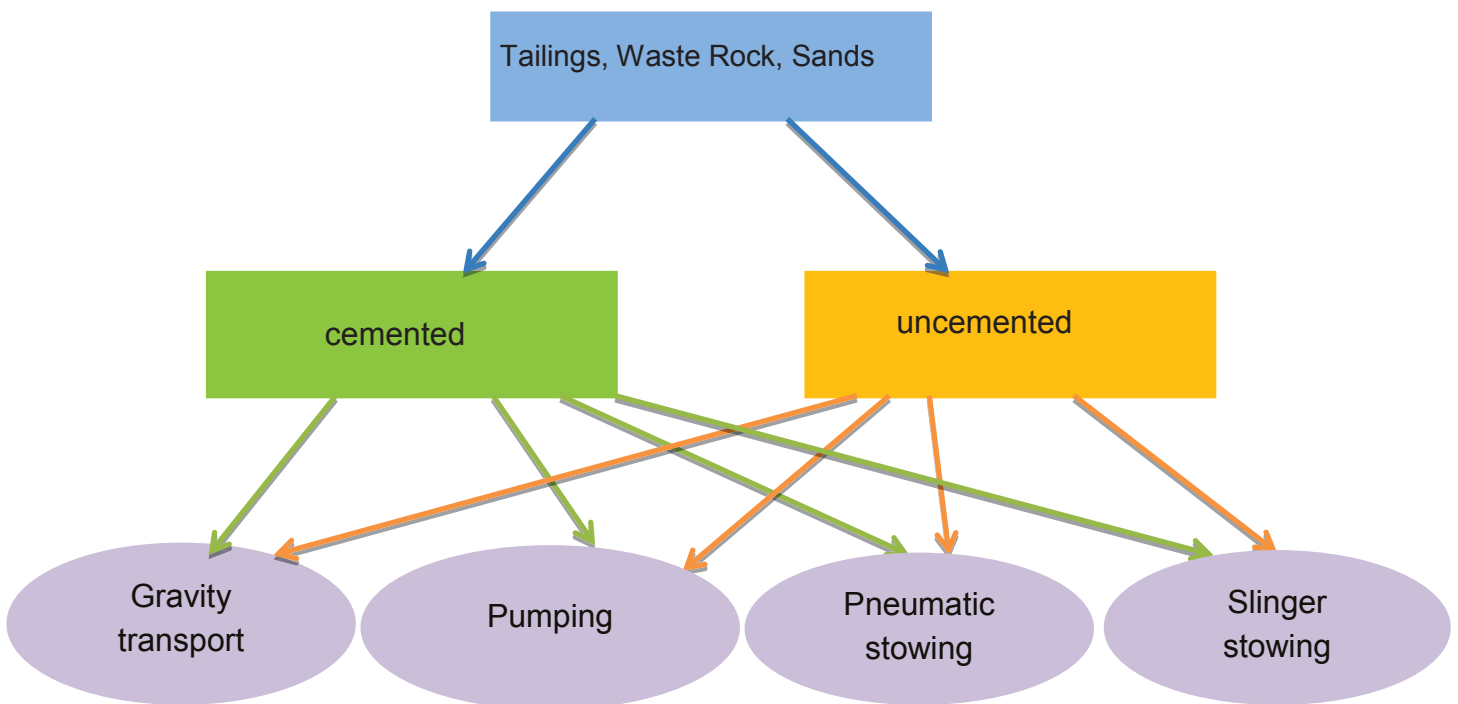 Tailings, Waste Rock, Sands
cemented
uncemented
Gravity
transport
Pumping
Pneumatic
stowing
Slinger
stowing